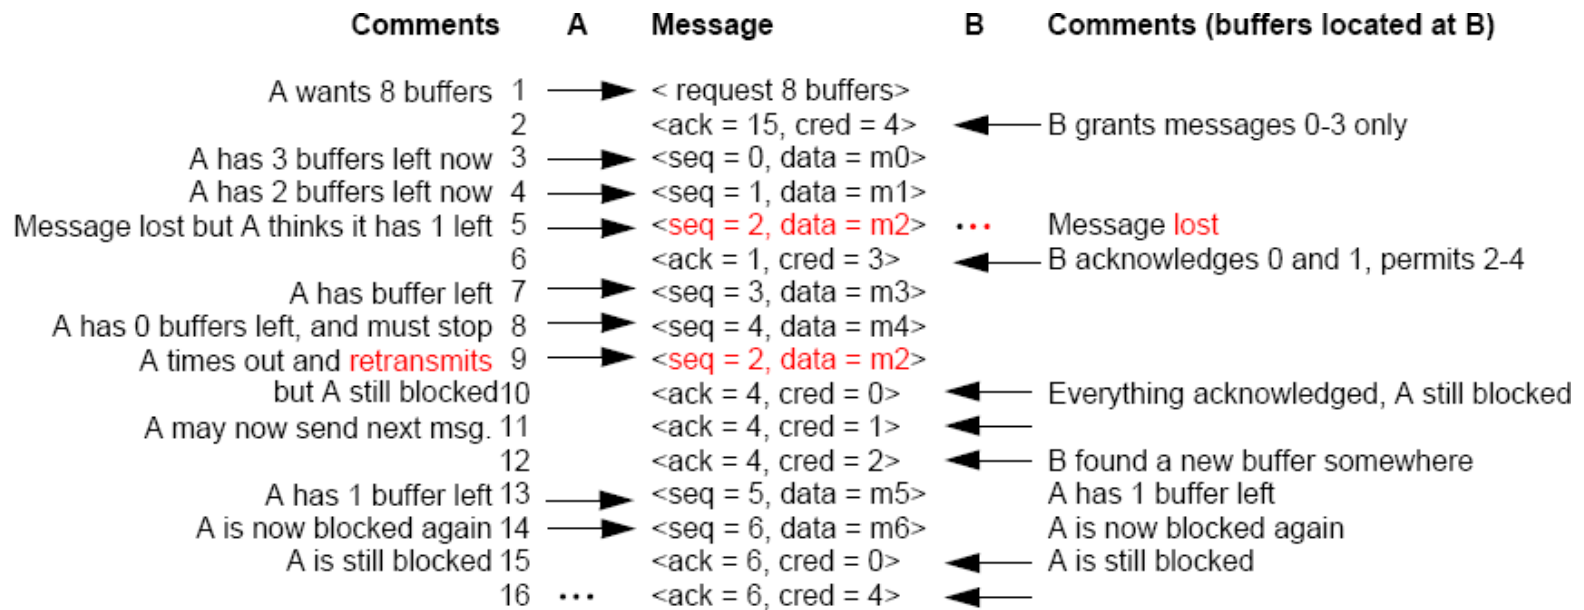 Comments A Message B Comments (buffers located at B)
A wants 8 buffers 1 < request 8 buffers>
2 <ack = 15, cred = 4> B grants messages 0-3 only
A has 3 buffers left now 3 <seq = 0, data = m0>
A has 2 buffers left now 4 <seq = 1, data = m1>
Message lost but A thinks it has 1 left 5 <seq = 2, data = m2> ••• Message lost
6 <ack = 1, cred = 3> B acknowledges 0 and 1, permits 2-4
A has buffer left 7 <seq = 3, data = m3>
A has 0 buffers left, and must stop 8 <seq = 4, data = m4>
A times out and retransmits 9 <seq = 2, data = m2>
but A still blocked 10 <ack = 4, cred = 0> Everything acknowledged, A still blocked
A may now send next msg. 11 <ack = 4, cred = 1>
12 <ack = 4, cred = 2> B found a new buffer somewhere
A has 1 buffer left 13 <seq = 5, data = m5> A has 1 buffer left
A is now blocked again 14 <seq = 6, data = m6> A is now blocked again
A is still blocked 15 <ack = 6, cred = 0> A is still blocked
16 ••• <ack = 6, cred = 4>